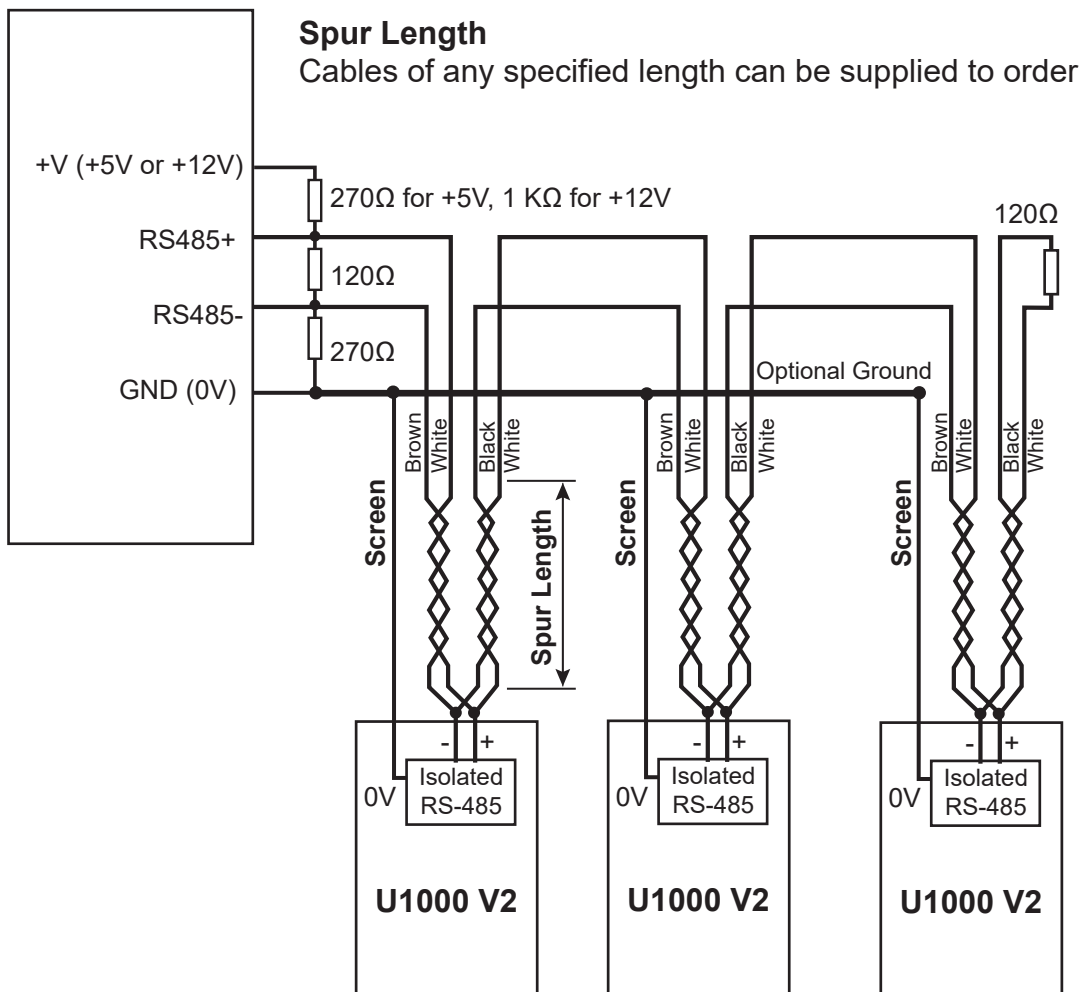 Spur Length
Cables of any specified length can be supplied to order
+V (+5V or +12V)
270Ω for +5V, 1 KΩ for +12V
120Ω
RS485+
120Ω
RS485-
270Ω
Optional Ground
GND (0V)
Brown
White
Black
White
Brown
White
Black
White
Brown
White
Black
White
Screen
Spur Length
Screen
Screen
- +
- +
- +
Isolated
RS-485
0V
Isolated
RS-485
0V
Isolated
RS-485
0V
U1000 V2
U1000 V2
U1000 V2